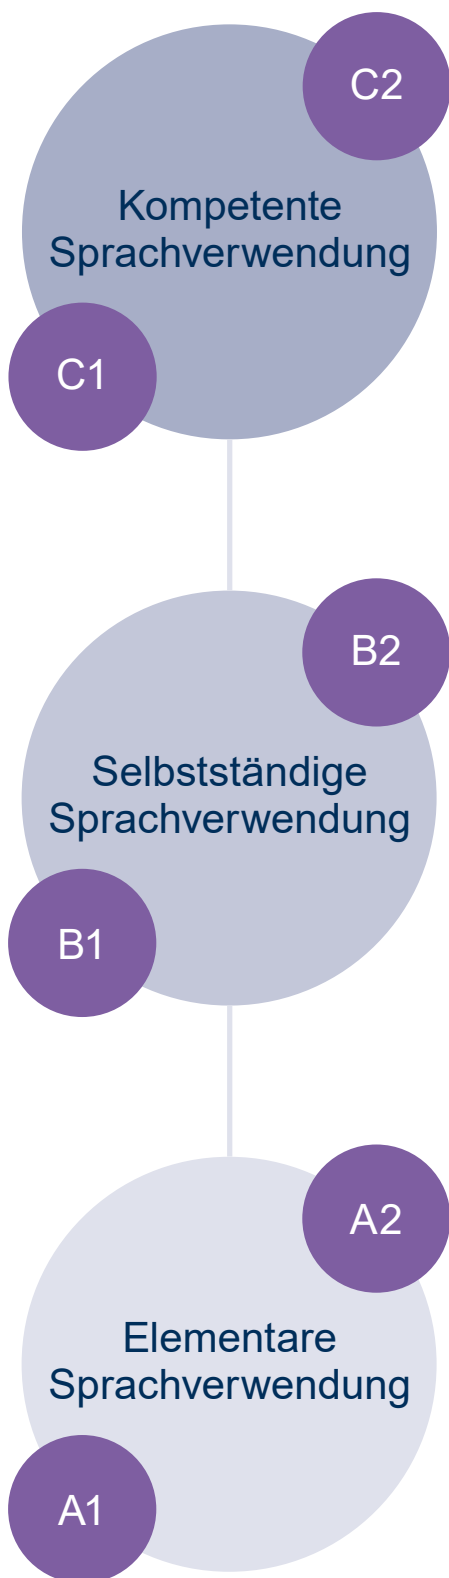 C2
Kompetente
Sprachverwendung
C1
B2
Selbstständige
Sprachverwendung
B1
A2
Elementare
Sprachverwendung
A1